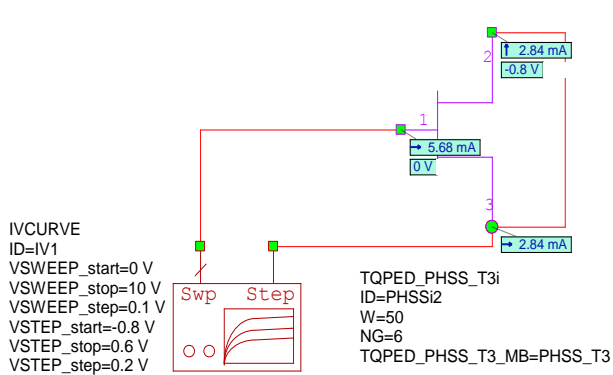 2
↑ 2.84 mA
-0.8 V
1
→ 5.68 mA
0 V
3
→ 2.84 mA
IVCURVE
ID=IV1
VSWEEP_start=0 V
VSWEEP_stop=10 V
VSWEEP_step=0.1 V
VSTEP_start=-0.8 V
VSTEP_stop=0.6 V
VSTEP_step=0.2 V
Swp Step
TQPED_PHSS_T3i
ID=PHSSi2
W=50
NG=6
TQPED_PHSS_T3_MB=PHSS_T3